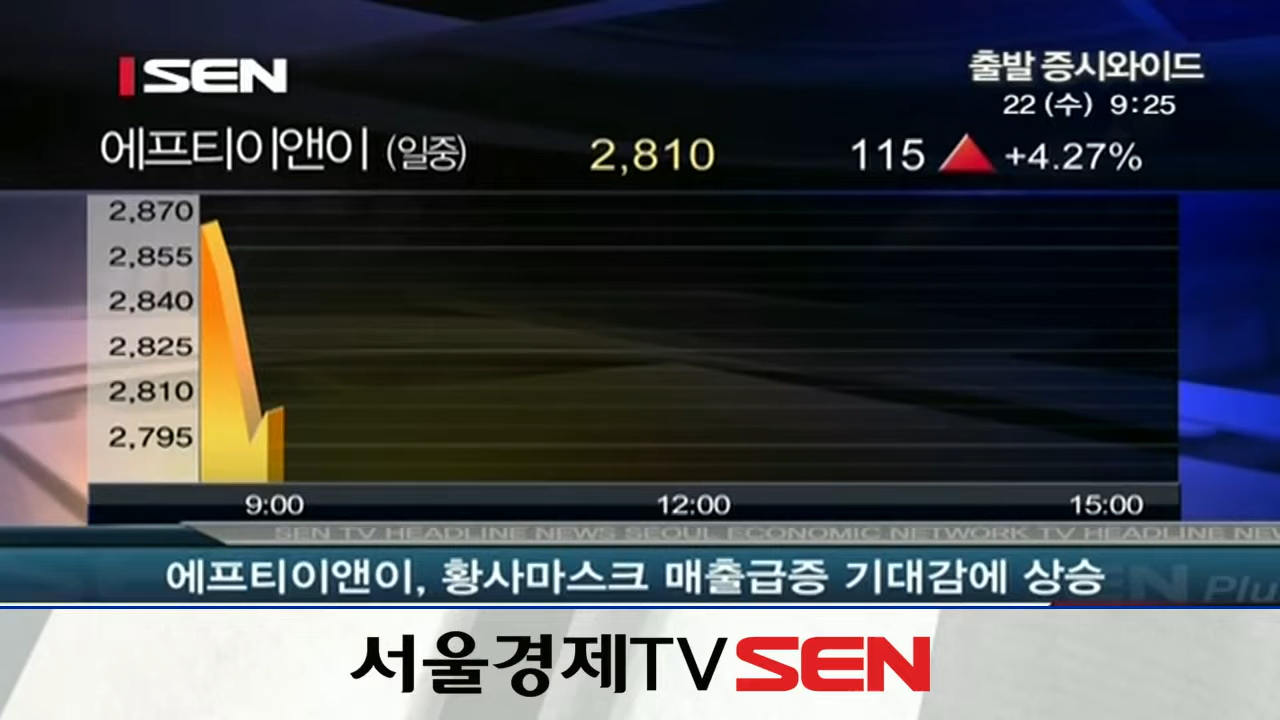 SEN
출발 증시와이드
22 (수) 9:25
에프티이앤이 (일중) 2,810 115 ▲ +4.27%
2,870
2,855
2,840
2,825
2,810
2,795
9:00 12:00 15:00
SEN TV HEADLINE NEWS SEOUL ECONOMIC NETWORK TV HEADLINE NEW
에프티이앤이, 황사마스크 매출급증 기대감에 상승
EN Plu
서울경제TV SEN